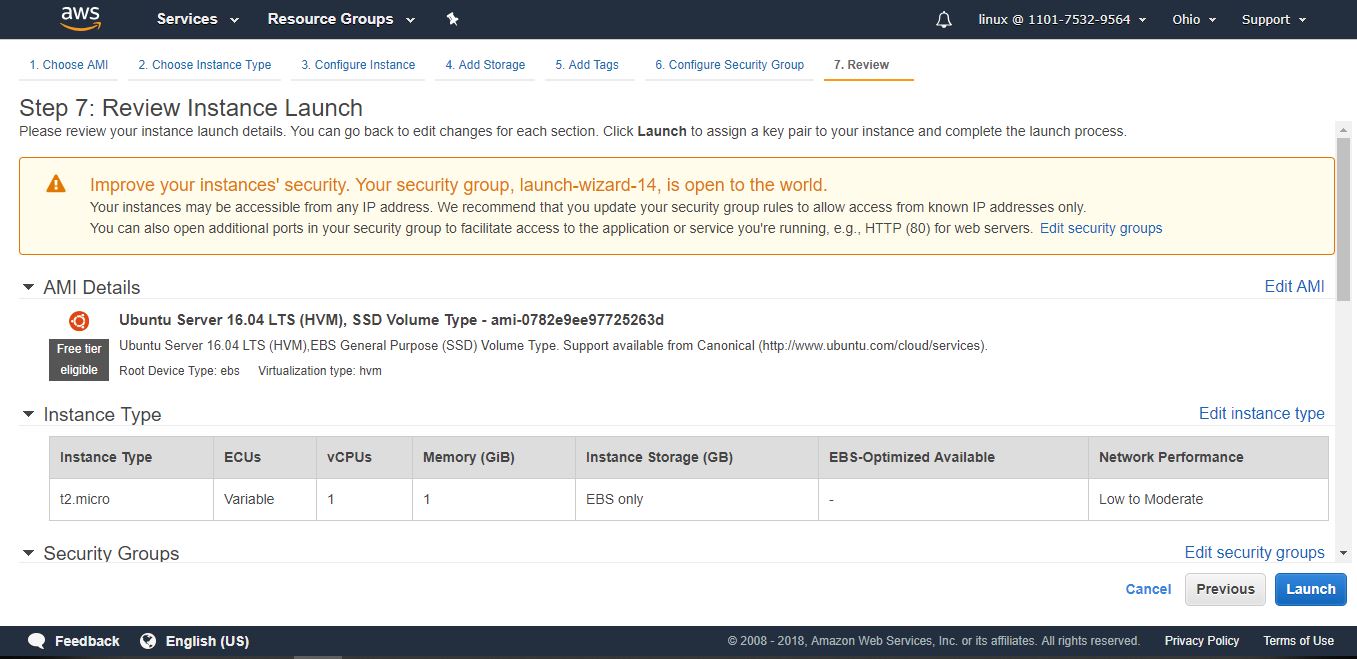 aws Services Resource Groups linux @ 1101-7532-9564 Ohio Support
1. Choose AMI 2. Choose Instance Type 3. Configure Instance 4. Add Storage 5. Add Tags 6. Configure Security Group 7. Review
Step 7: Review Instance Launch
Please review your instance launch details. You can go back to edit changes for each section. Click Launch to assign a key pair to your instance and complete the launch process.
Improve your instances' security. Your security group, launch-wizard-14, is open to the world.
Your instances may be accessible from any IP address. We recommend that you update your security group rules to allow access from known IP addresses only.
You can also open additional ports in your security group to facilitate access to the application or service you're running, e.g., HTTP (80) for web servers. Edit security groups
AMI Details Edit AMI
Ubuntu Server 16.04 LTS (HVM), SSD Volume Type - ami-0782e9ee97725263d
Free tier
eligible
Ubuntu Server 16.04 LTS (HVM),EBS General Purpose (SSD) Volume Type. Support available from Canonical (http://www.ubuntu.com/cloud/services).
Root Device Type: ebs Virtualization type: hvm
Instance Type Edit instance type
Instance Type ECUs vCPUs Memory (GiB) Instance Storage (GB) EBS-Optimized Available Network Performance
t2.micro Variable 1 1 EBS only - Low to Moderate
Security Groups Edit security groups
Cancel Previous Launch
Feedback English (US) © 2008 - 2018, Amazon Web Services, Inc. or its affiliates. All rights reserved. Privacy Policy Terms of Use